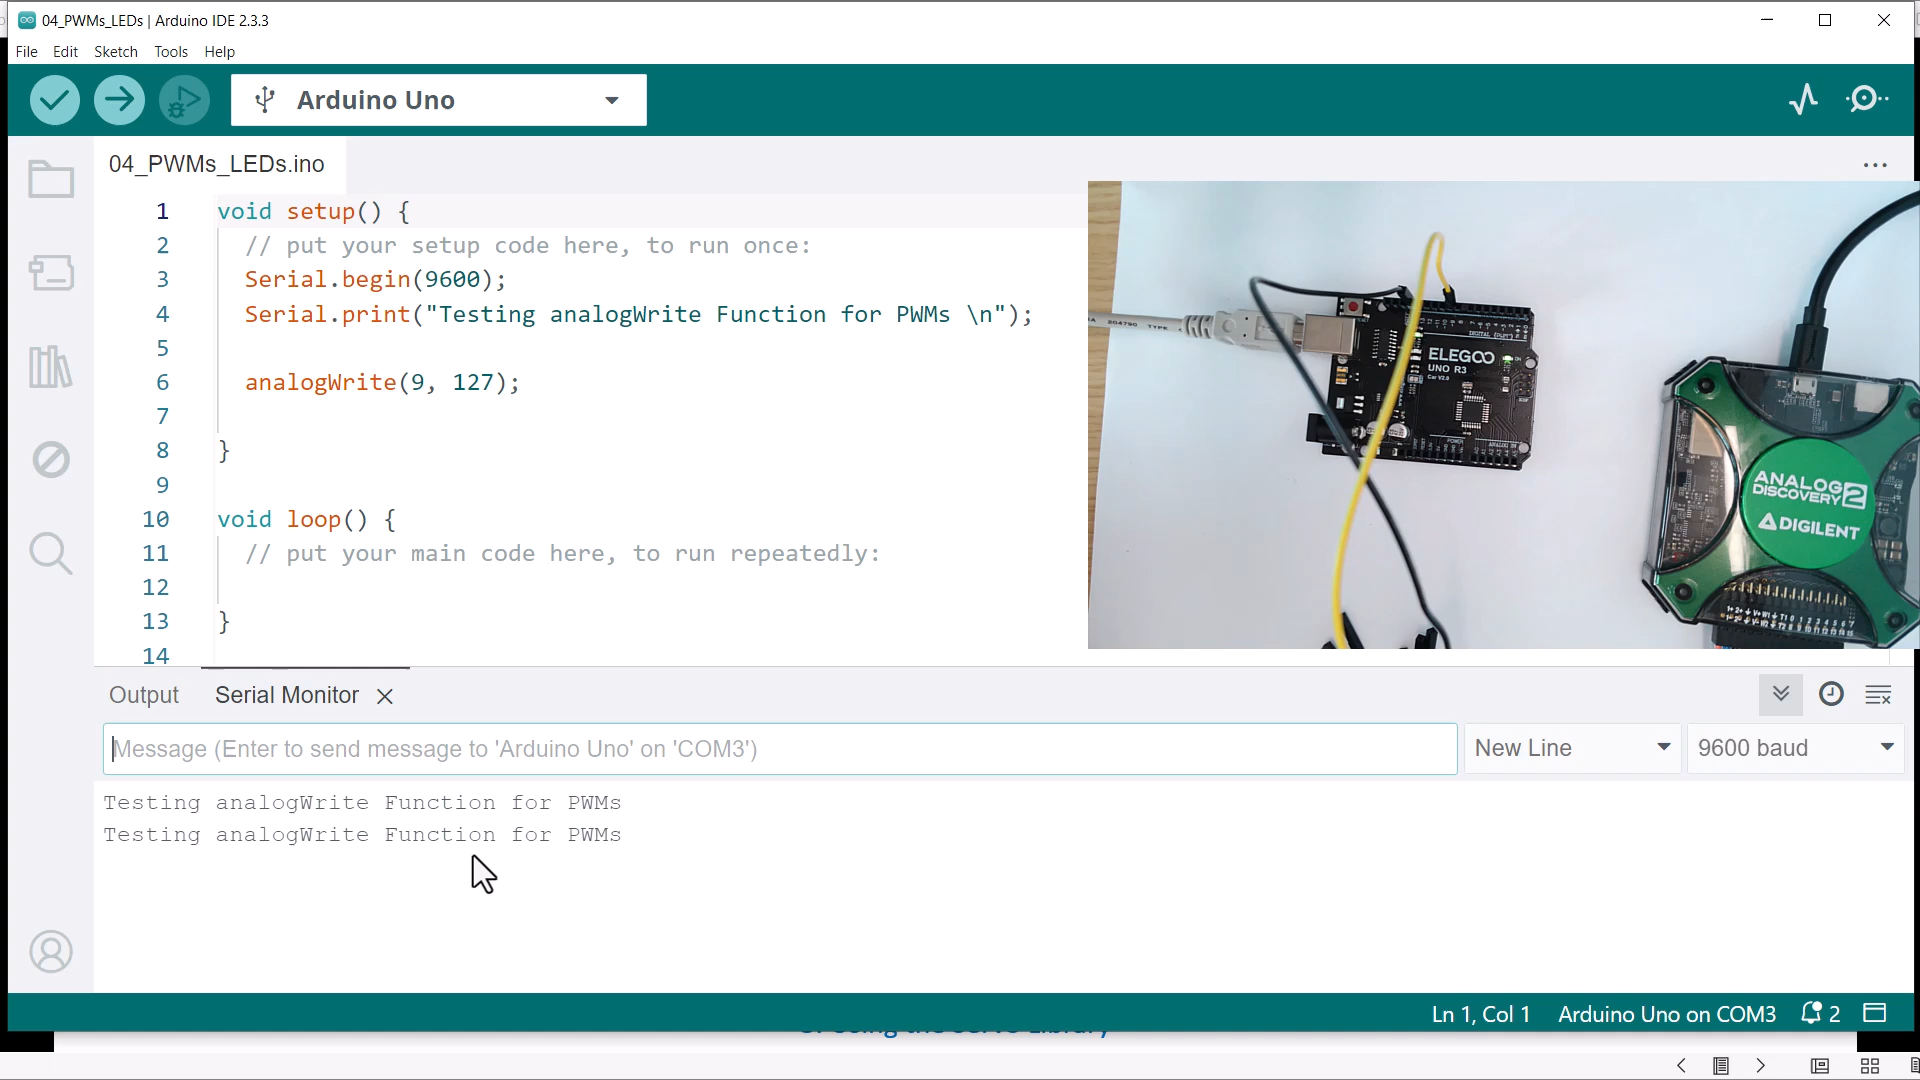 04_PWMs_LEDs | Arduino IDE 2.3.3
File Edit Sketch Tools Help
Arduino Uno
04_PWMs_LEDs.ino
1 void setup() {
2 // put your setup code here, to run once:
3 Serial.begin(9600);
4 Serial.print("Testing analogWrite Function for PWMs \n");
5
6 analogWrite(9, 127);
7
8 }
9
10 void loop() {
11 // put your main code here, to run repeatedly:
12
13 }
14
ELEGOO
UNO R3
Car V2.0
DIGITAL
POWER
ANALOG
DISCOVERY 2
DIGILENT
Output Serial Monitor
Message (Enter to send message to 'Arduino Uno' on 'COM3') New Line 9600 baud
Testing analogWrite Function for PWMs
Testing analogWrite Function for PWMs
Ln 1, Col 1 Arduino Uno on COM3 2